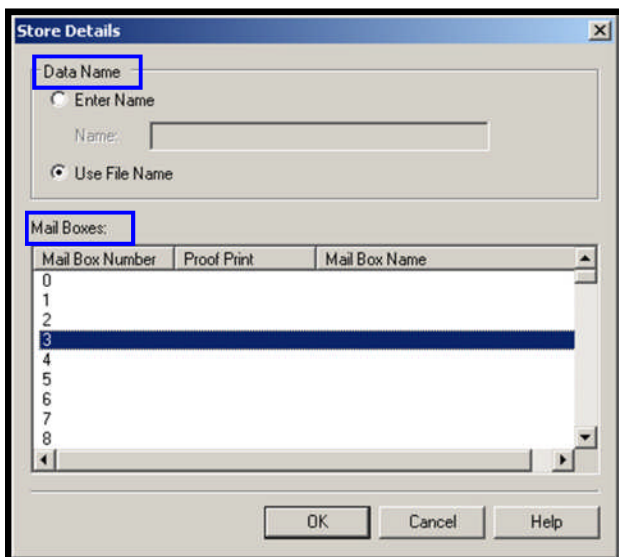 Store Details
Data Name
Enter Name
Name:
Use File Name
Mail Boxes:
Mail Box Number Proof Print Mail Box Name
0
1
2
3
4
5
6
7
8
OK Cancel Help